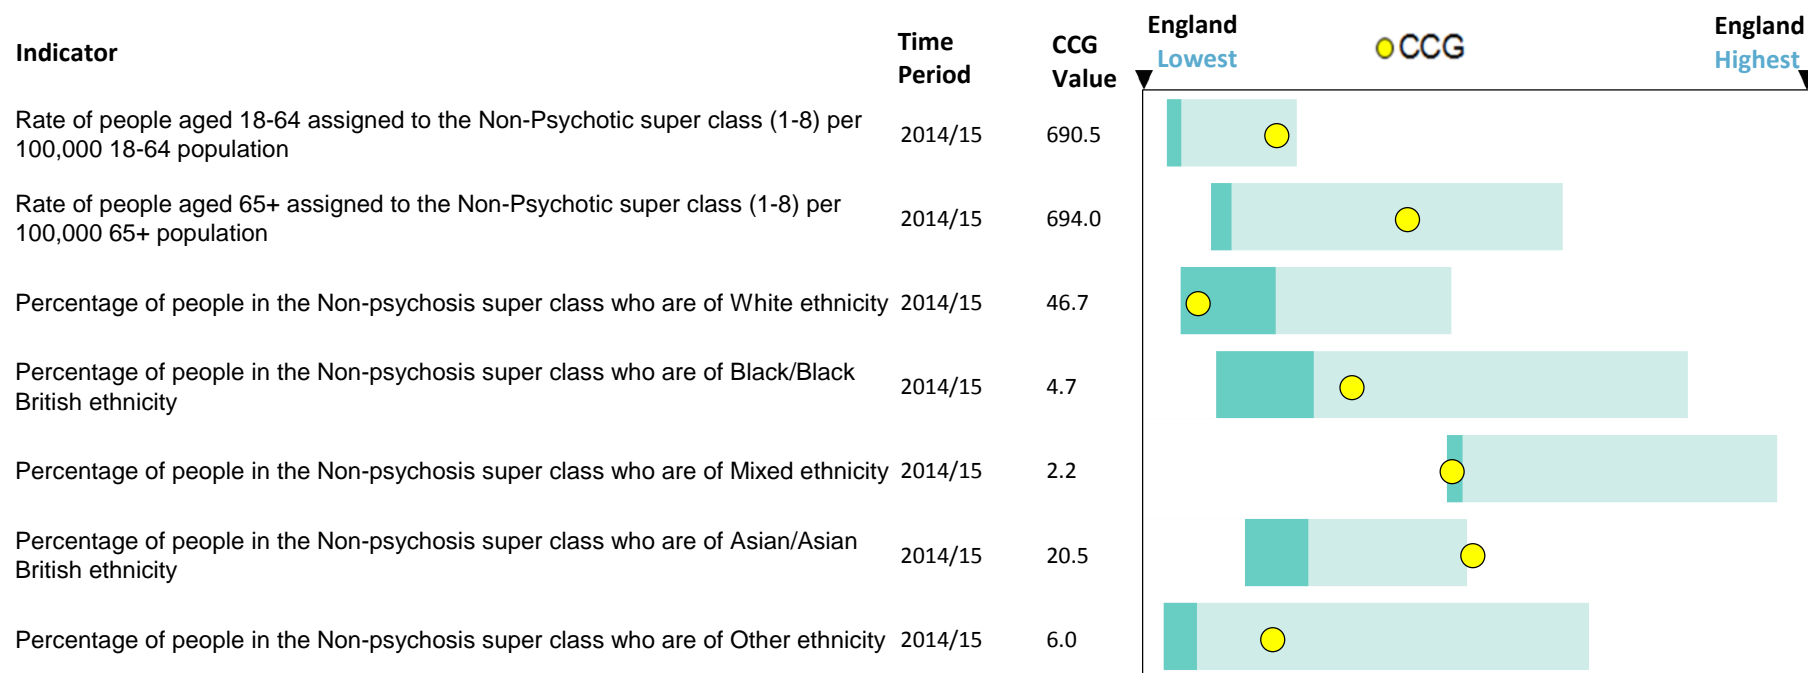 Indicator
Time
Period
CCG
Value
England
Lowest
CCG
England
Highest
Rate of people aged 18-64 assigned to the Non-Psychotic super class (1-8) per
100,000 18-64 population
2014/15
690.5
Rate of people aged 65+ assigned to the Non-Psychotic super class (1-8) per
100,000 65+ population
2014/15
694.0
Percentage of people in the Non-psychosis super class who are of White ethnicity
2014/15
46.7
Percentage of people in the Non-psychosis super class who are of Black/Black
British ethnicity
2014/15
4.7
Percentage of people in the Non-psychosis super class who are of Mixed ethnicity
2014/15
2.2
Percentage of people in the Non-psychosis super class who are of Asian/Asian
British ethnicity
2014/15
20.5
Percentage of people in the Non-psychosis super class who are of Other ethnicity
2014/15
6.0